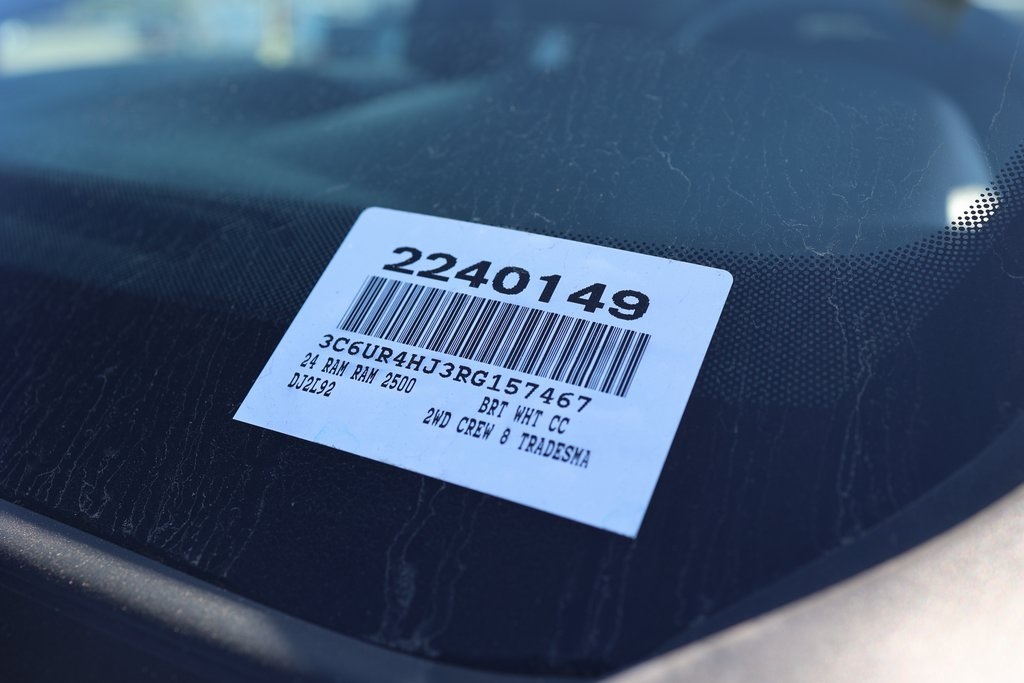 2240149
3C6UR4HJ3RG157467
24 RAM RAM 2500 BRT WHT CC
DJ2L92 2WD CREW 8 TRADESMA